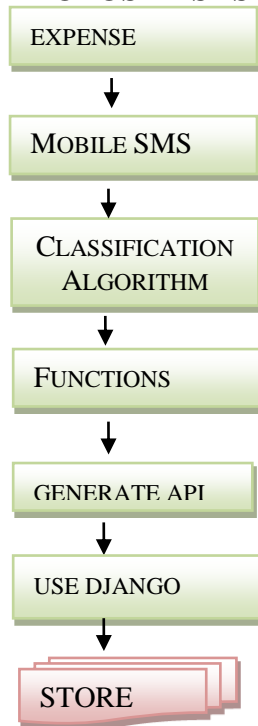 EXPENSE
MOBILE SMS
CLASSIFICATION
ALGORITHM
FUNCTIONS
GENERATE API
USE DJANGO
STORE